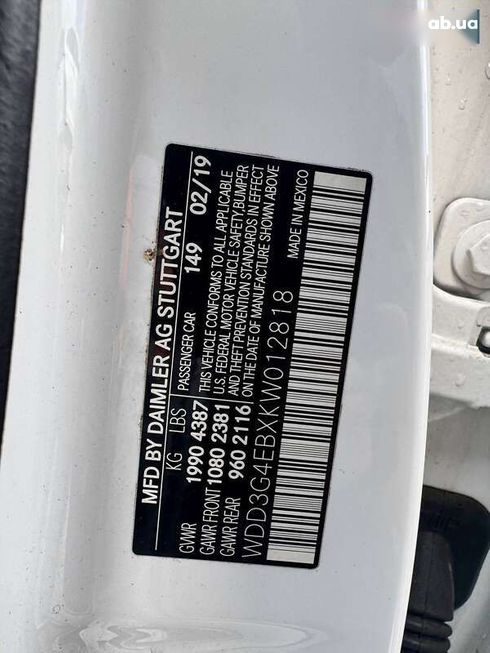 ab.ua
MFD BY DAIMLER AG STUTTGART
KG LBS PASSENGER CAR 149 02/19
GVWR 1990 4387 THIS VEHICLE CONFORMS TO ALL APPLICABLE
GAWR FRONT 1080 2381 U.S. FEDERAL MOTOR VEHICLE SAFETY, BUMPER
GAWR REAR 960 2116 AND THEFT PREVENTION STANDARDS IN EFFECT
ON THE DATE OF MANUFACTURE SHOWN ABOVE
WDD3G4EBXKW012818 MADE IN MEXICO